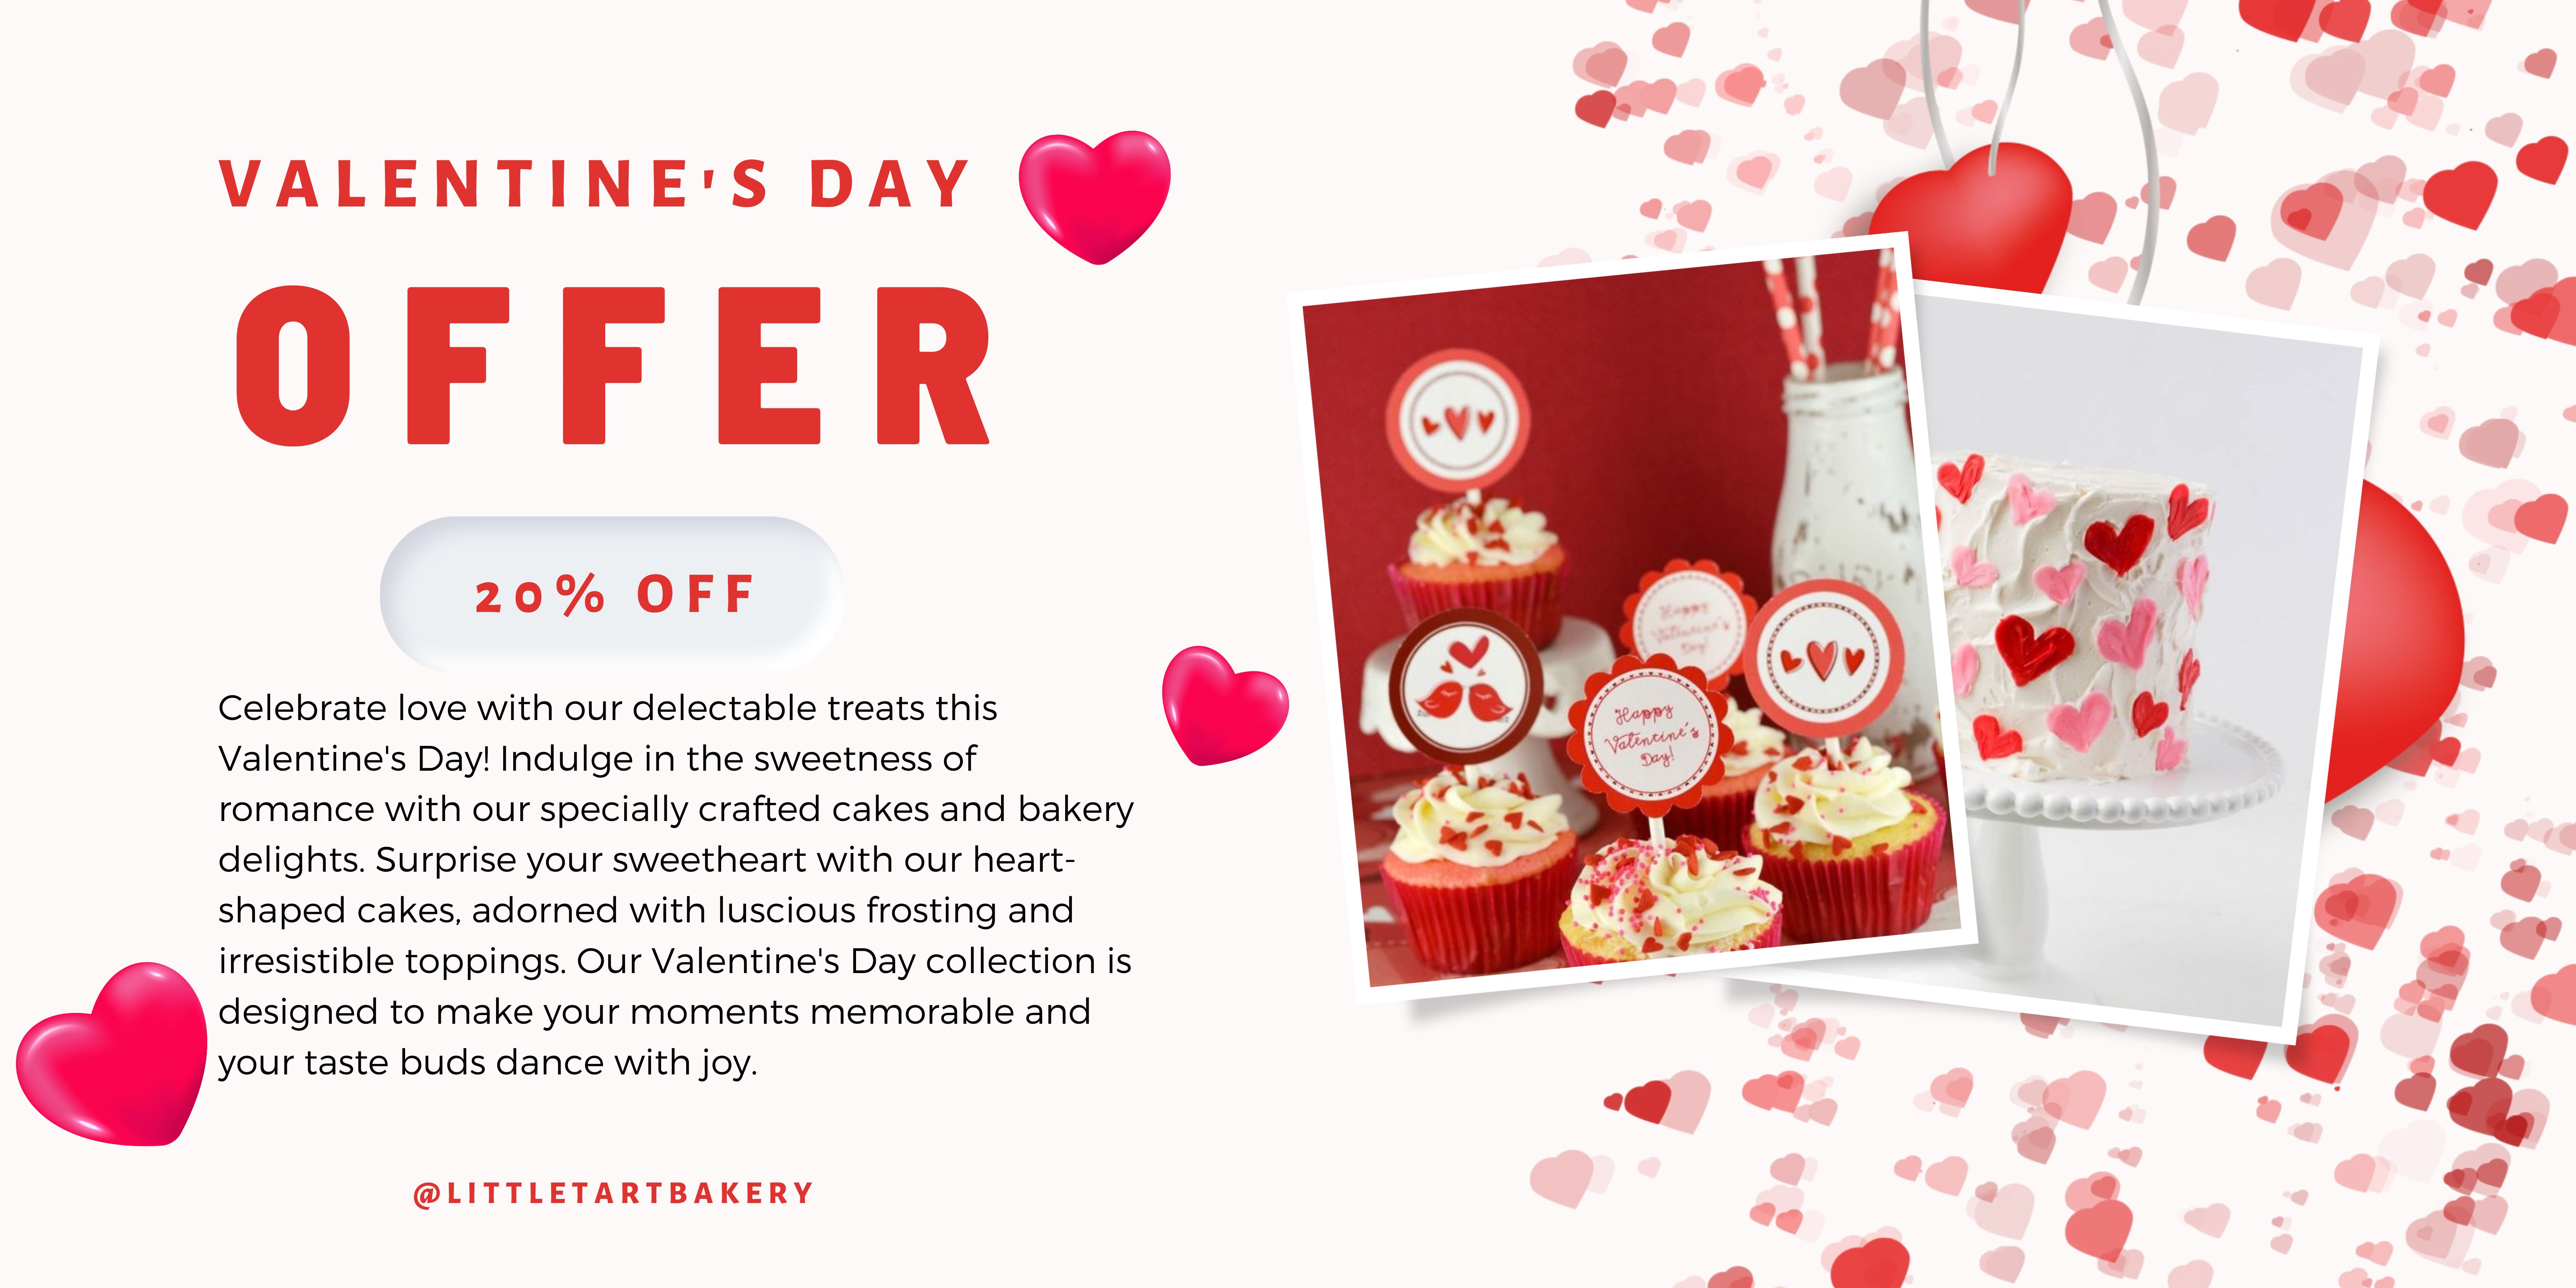 VALENTINE'S DAY
OFFER
20% OFF
Celebrate love with our delectable treats this
Valentine's Day! Indulge in the sweetness of
romance with our specially crafted cakes and bakery
delights. Surprise your sweetheart with our heart-
shaped cakes, adorned with luscious frosting and
irresistible toppings. Our Valentine's Day collection is
designed to make your moments memorable and
your taste buds dance with joy.
@LITTLETARTBAKERY
Happy
Valentine's
Day!
Happy
Valentine's
Day!